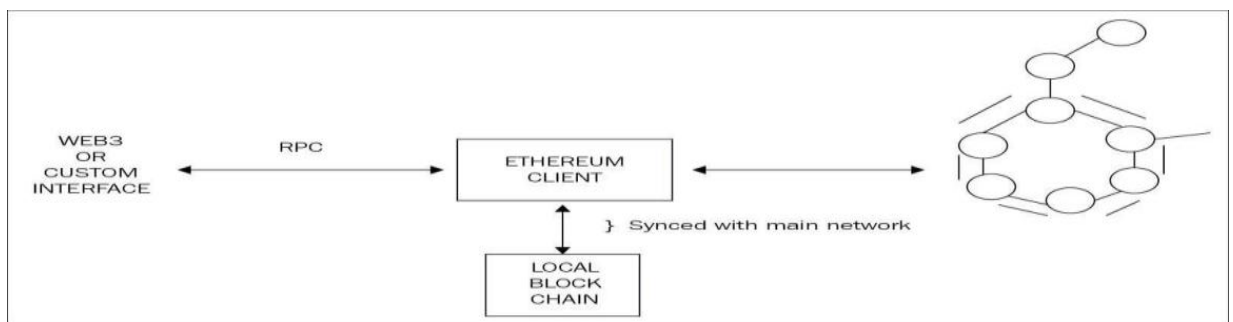 WEB3
OR
CUSTOM
INTERFACE
RPC
ETHEREUM
CLIENT
} Synced with main network
LOCAL
BLOCK
CHAIN